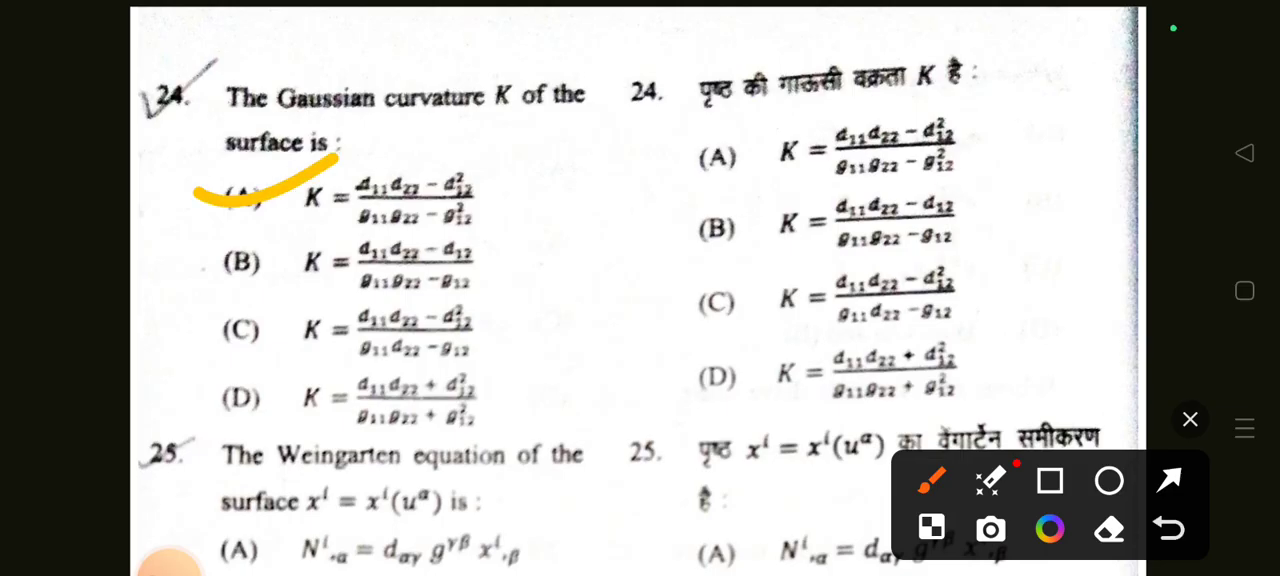 24. The Gaussian curvature K of the
surface is :
(A) K = (d₁₁d₂₂ − d₁₂²) / (g₁₁g₂₂ − g₁₂²)
(B) K = (d₁₁d₂₂ − d₁₂) / (g₁₁g₂₂ − g₁₂)
(C) K = (d₁₁d₂₂ − d₁₂²) / (g₁₁d₂₂ − g₁₂)
(D) K = (d₁₁d₂₂ + d₁₂²) / (g₁₁g₂₂ + g₁₂²)
25. The Weingarten equation of the
surface xⁱ = xⁱ(uᵅ) is :
(A) Nⁱ,α = dαγ gᵞᵝ xⁱ,β
24. पृष्ठ की गाऊसी वक्रता K है :
(A) K = (d₁₁d₂₂ − d₁₂²) / (g₁₁g₂₂ − g₁₂²)
(B) K = (d₁₁d₂₂ − d₁₂) / (g₁₁g₂₂ − g₁₂)
(C) K = (d₁₁d₂₂ − d₁₂²) / (g₁₁d₂₂ − g₁₂)
(D) K = (d₁₁d₂₂ + d₁₂²) / (g₁₁g₂₂ + g₁₂²)
25. पृष्ठ xⁱ = xⁱ(uᵅ) का वेंगार्टेन समीकरण
है :
(A) Nⁱ,α = dα